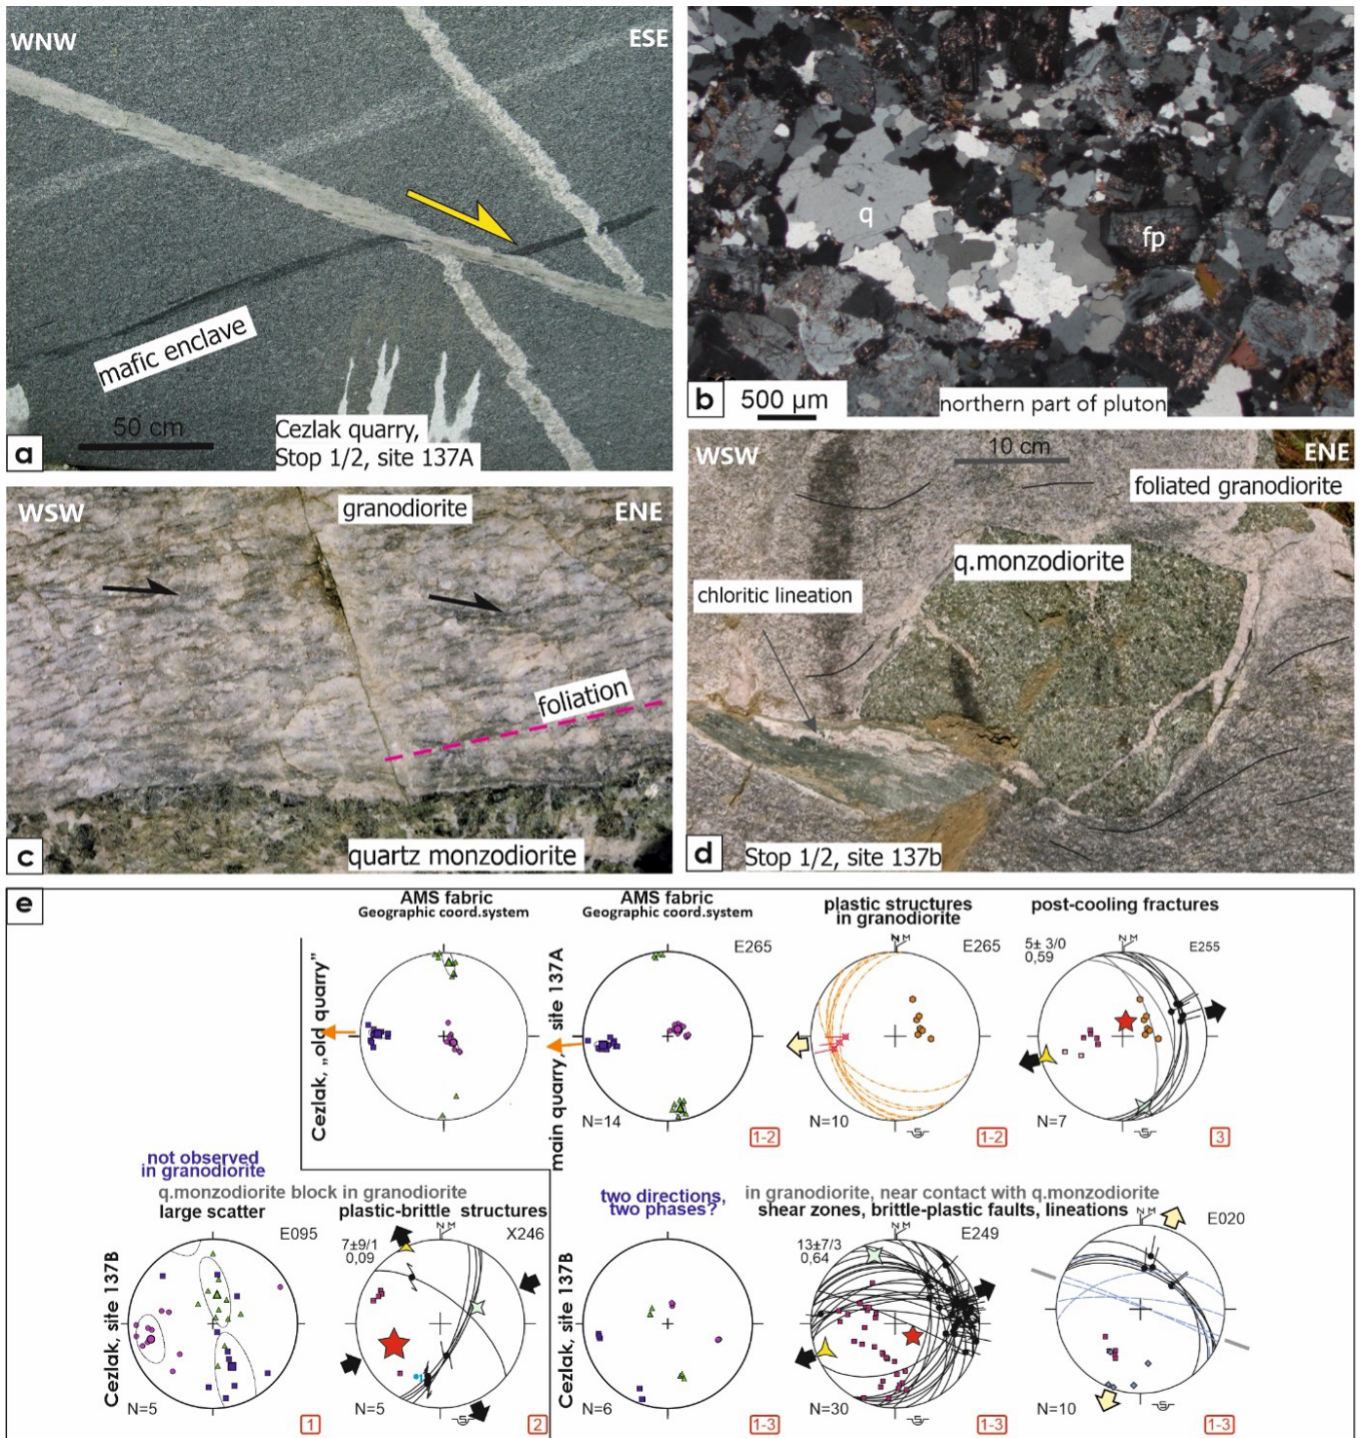 WNW
ESE
mafic enclave
50 cm
Cezlak quarry,
Stop 1/2, site 137A
a
q
fp
b
500 µm
northern part of pluton
WSW
granodiorite
ENE
foliation
c
quartz monzodiorite
WSW
10 cm
ENE
foliated granodiorite
q.monzodiorite
chloritic lineation
d
Stop 1/2, site 137b
e
AMS fabric
Geographic coord.system
Cezlak, „old quarry”
AMS fabric
Geographic coord.system
E265
main quarry, site 137A
N=14
1-2
plastic structures
in granodiorite
N M
E265
N=10
S
1-2
post-cooling fractures
N M
5± 3/0
0,59
E255
N=7
S
3
not observed
in granodiorite
q.monzodiorite block in granodiorite
large scatter
E095
Cezlak, site 137B
N=5
1
plastic-brittle structures
N M
7±9/1
0,09
X246
N=5
S
2
two directions,
two phases?
Cezlak, site 137B
N=6
1-3
in granodiorite, near contact with q.monzodiorite
shear zones, brittle-plastic faults, lineations
N M
13±7/3
0,64
E249
N=30
S
1-3
N M
E020
N=10
S
1-3